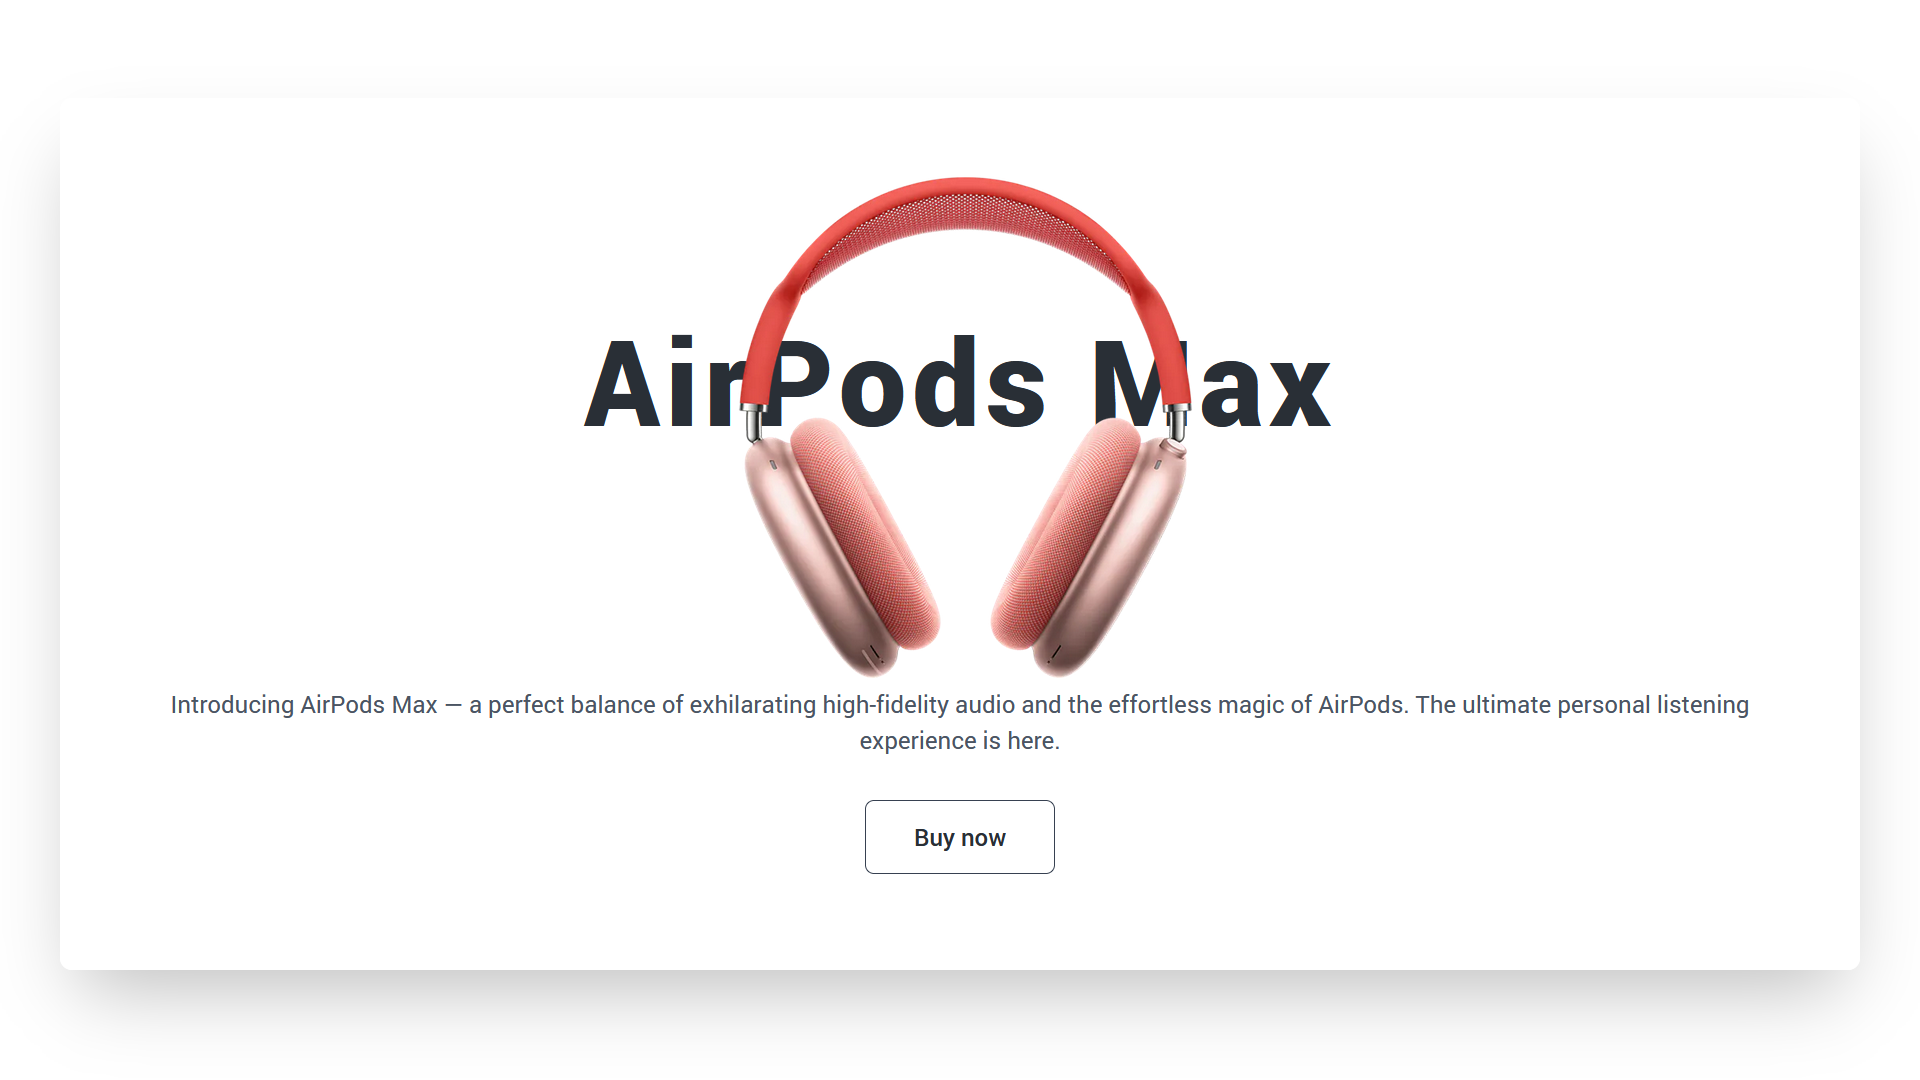 AirPods Max
Introducing AirPods Max — a perfect balance of exhilarating high-fidelity audio and the effortless magic of AirPods. The ultimate personal listening
experience is here.
Buy now